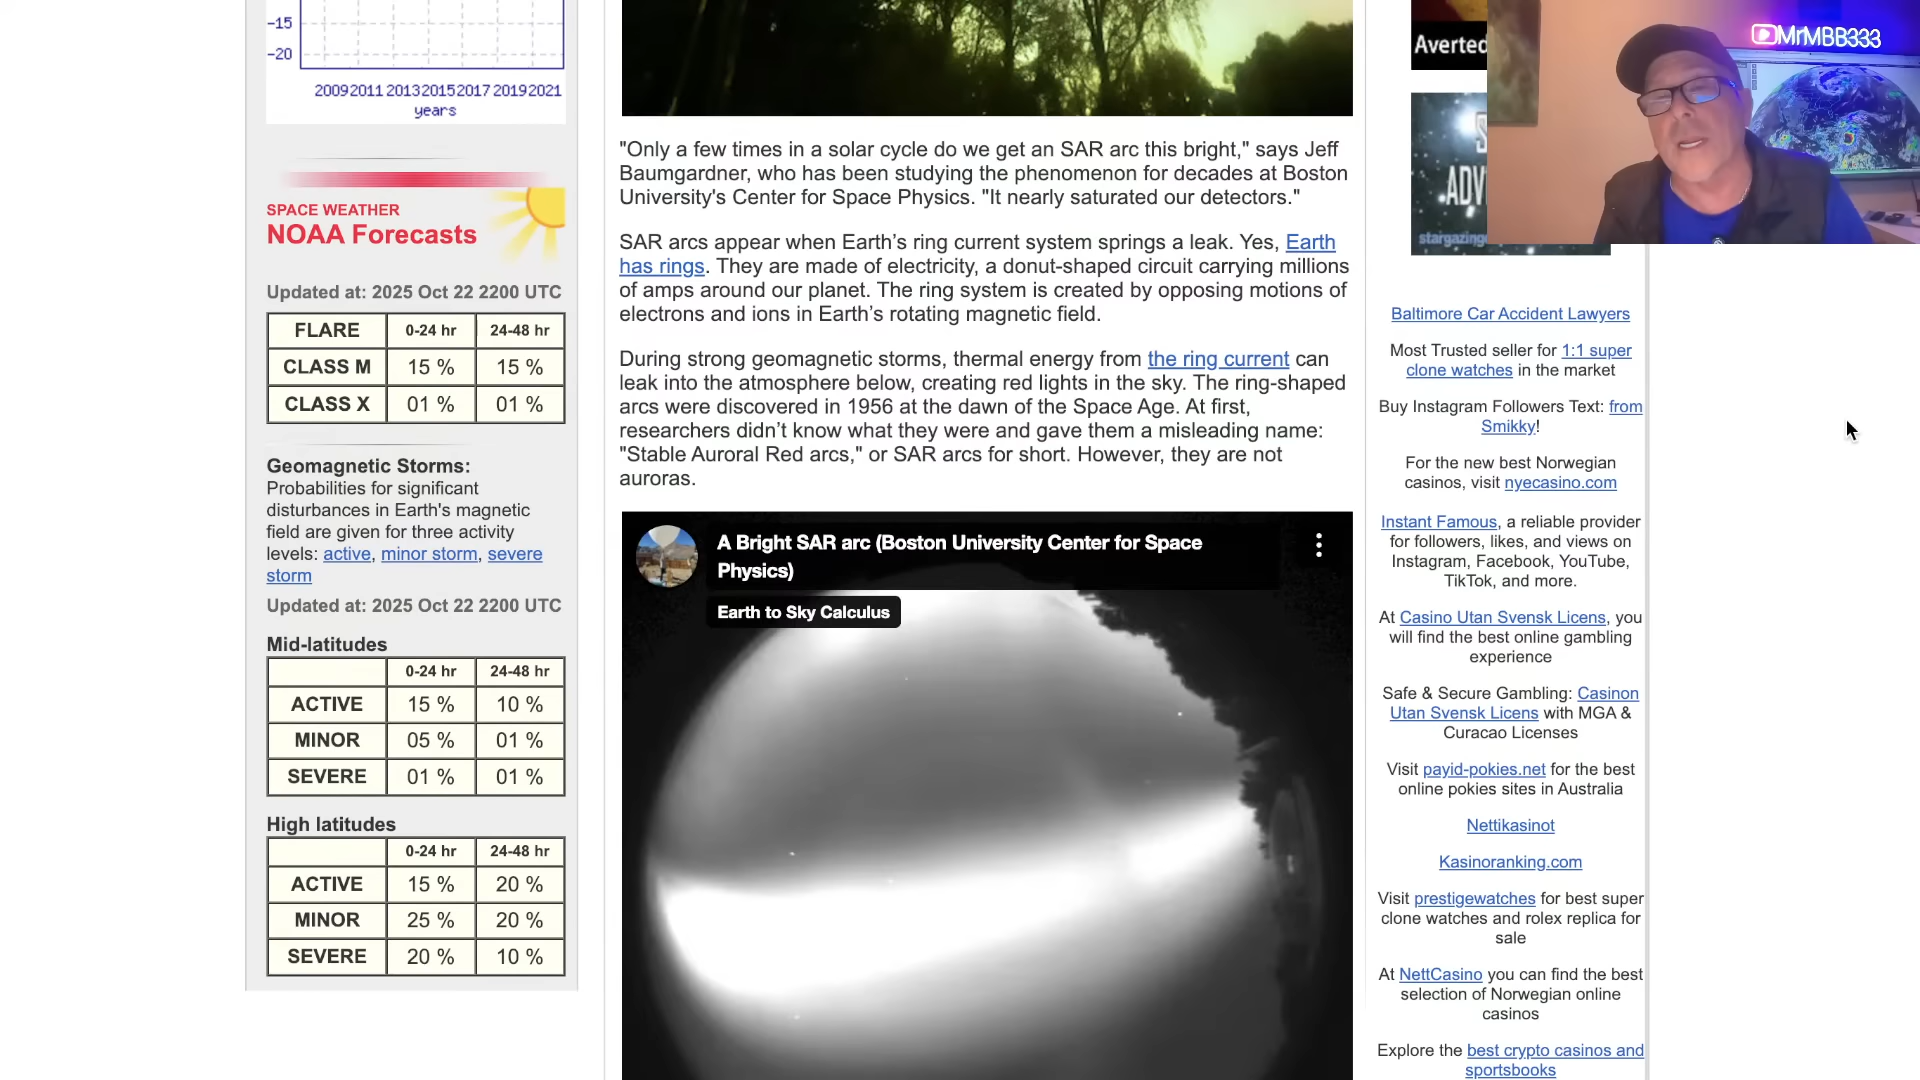 -15
-20
2009 2011 2013 2015 2017 2019 2021
years
SPACE WEATHER
NOAA Forecasts
Updated at: 2025 Oct 22 2200 UTC
FLARE 0-24 hr 24-48 hr
CLASS M 15 % 15 %
CLASS X 01 % 01 %
Geomagnetic Storms:
Probabilities for significant
disturbances in Earth's magnetic
field are given for three activity
levels: active, minor storm, severe
storm
Updated at: 2025 Oct 22 2200 UTC
Mid-latitudes
0-24 hr 24-48 hr
ACTIVE 15 % 10 %
MINOR 05 % 01 %
SEVERE 01 % 01 %
High latitudes
0-24 hr 24-48 hr
ACTIVE 15 % 20 %
MINOR 25 % 20 %
SEVERE 20 % 10 %
"Only a few times in a solar cycle do we get an SAR arc this bright," says Jeff
Baumgardner, who has been studying the phenomenon for decades at Boston
University's Center for Space Physics. "It nearly saturated our detectors."
SAR arcs appear when Earth’s ring current system springs a leak. Yes, Earth
has rings. They are made of electricity, a donut-shaped circuit carrying millions
of amps around our planet. The ring system is created by opposing motions of
electrons and ions in Earth’s rotating magnetic field.
During strong geomagnetic storms, thermal energy from the ring current can
leak into the atmosphere below, creating red lights in the sky. The ring-shaped
arcs were discovered in 1956 at the dawn of the Space Age. At first,
researchers didn’t know what they were and gave them a misleading name:
"Stable Auroral Red arcs," or SAR arcs for short. However, they are not
auroras.
A Bright SAR arc (Boston University Center for Space
Physics)
Earth to Sky Calculus
Averted
S
ADV
stargazing
MrMBB333
Baltimore Car Accident Lawyers
Most Trusted seller for 1:1 super
clone watches in the market
Buy Instagram Followers Text: from
Smikky!
For the new best Norwegian
casinos, visit nyecasino.com
Instant Famous, a reliable provider
for followers, likes, and views on
Instagram, Facebook, YouTube,
TikTok, and more.
At Casino Utan Svensk Licens, you
will find the best online gambling
experience
Safe & Secure Gambling: Casinon
Utan Svensk Licens with MGA &
Curacao Licenses
Visit payid-pokies.net for the best
online pokies sites in Australia
Nettikasinot
Kasinoranking.com
Visit prestigewatches for best super
clone watches and rolex replica for
sale
At NettCasino you can find the best
selection of Norwegian online
casinos
Explore the best crypto casinos and
sportsbooks